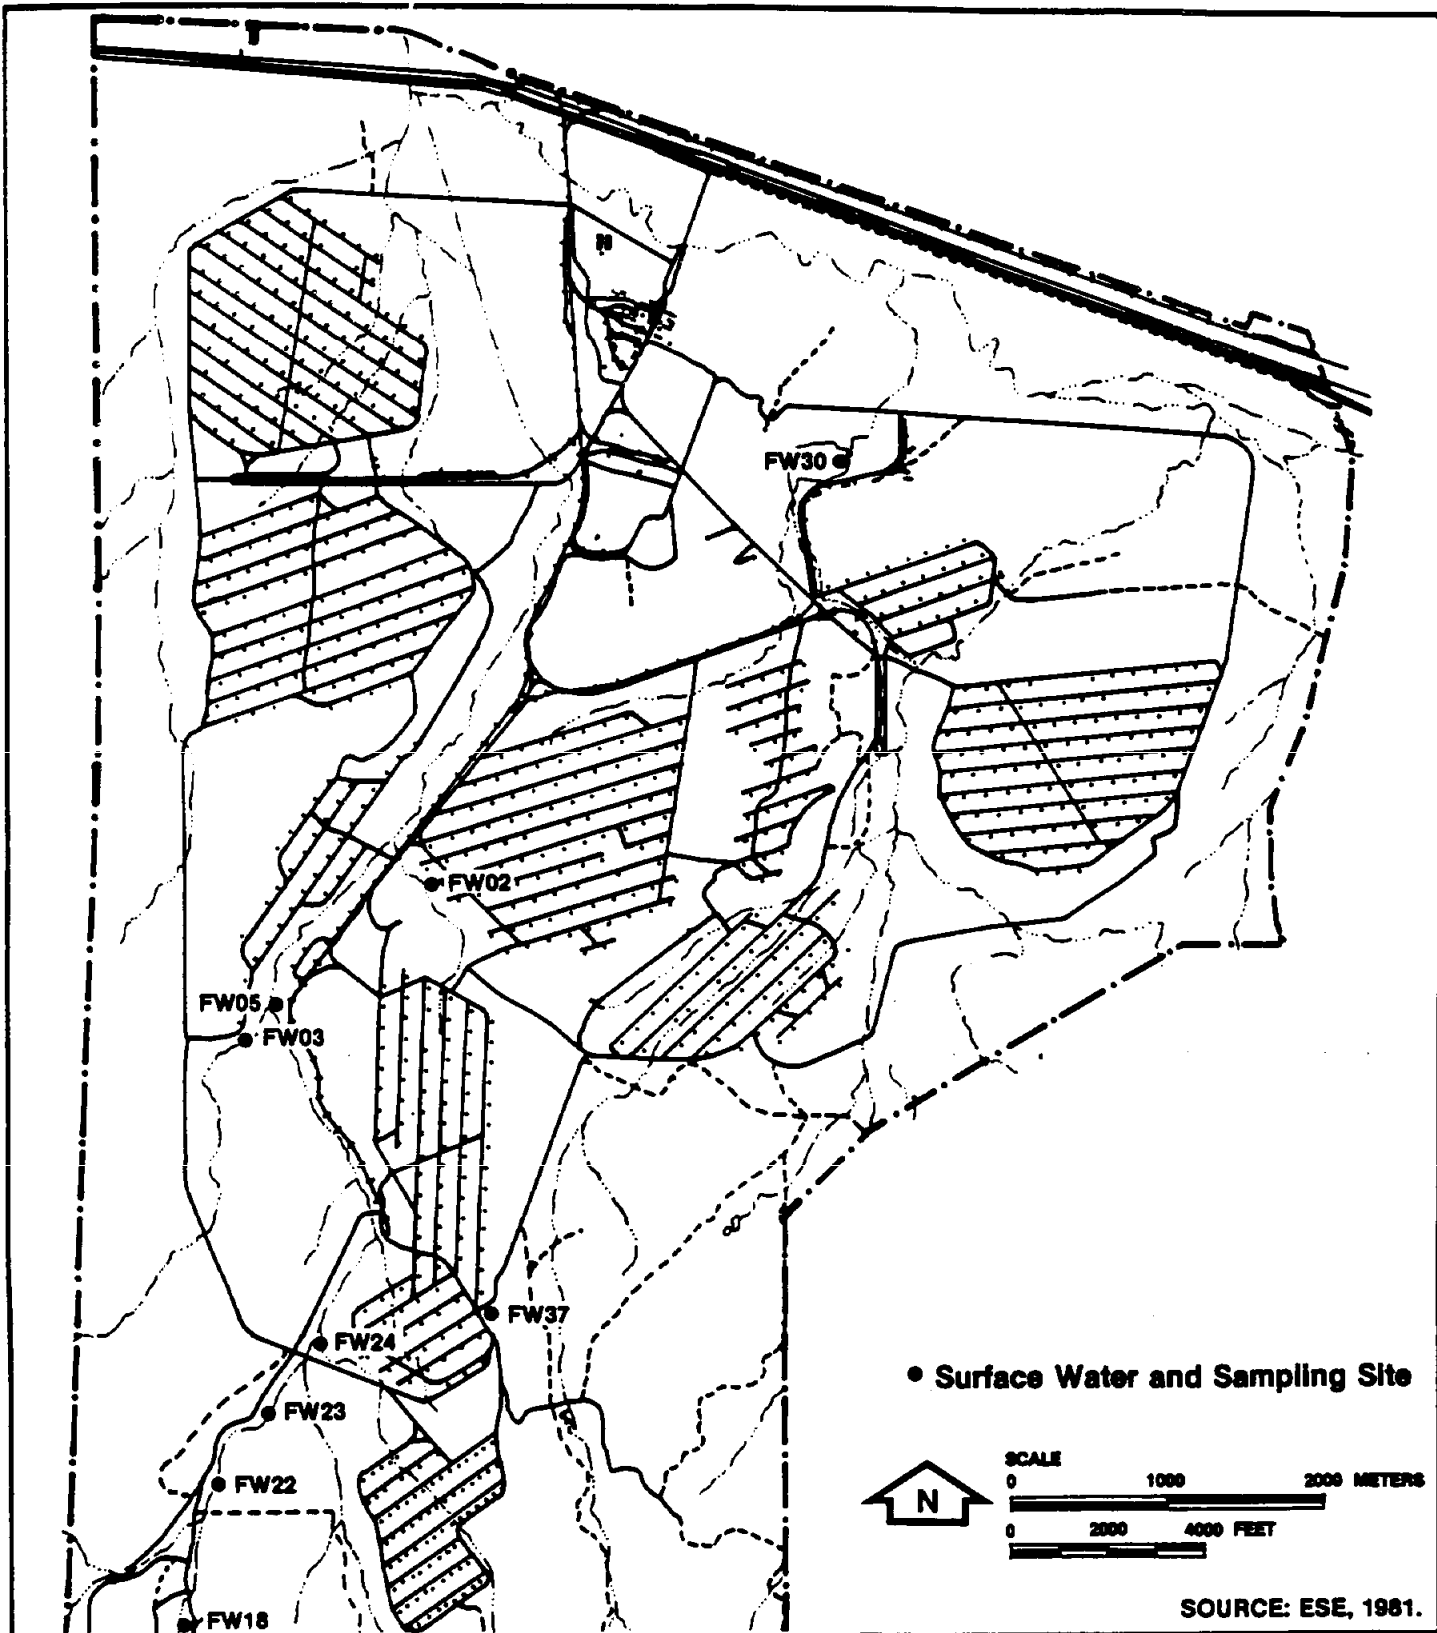 FW30
FW02
FW05
FW03
FW37
FW24
FW23
FW22
FW18
● Surface Water and Sampling Site
N
SCALE
0 1000 2000 METERS
0 2000 4000 FEET
SOURCE: ESE, 1981.